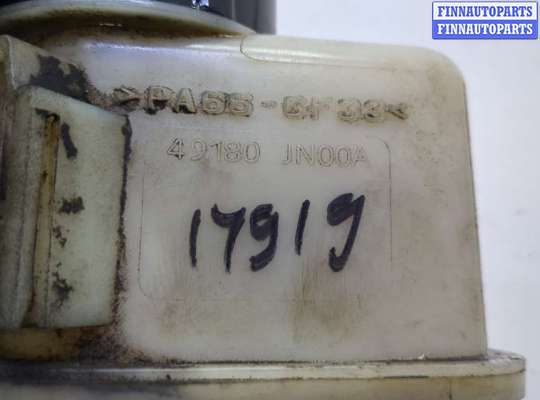 FINNAUTOPARTS
FINNAUTOPARTS
>PA66-GF33<
49180 JN00A
17919